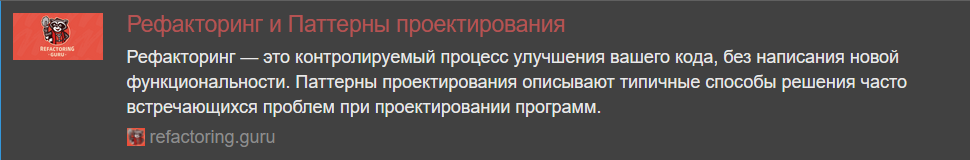 Рефакторинг и Паттерны проектирования
Рефакторинг — это контролируемый процесс улучшения вашего кода, без написания новой
функциональности. Паттерны проектирования описывают типичные способы решения часто
встречающихся проблем при проектировании программ.
refactoring.guru
REFACTORING
·GURU·